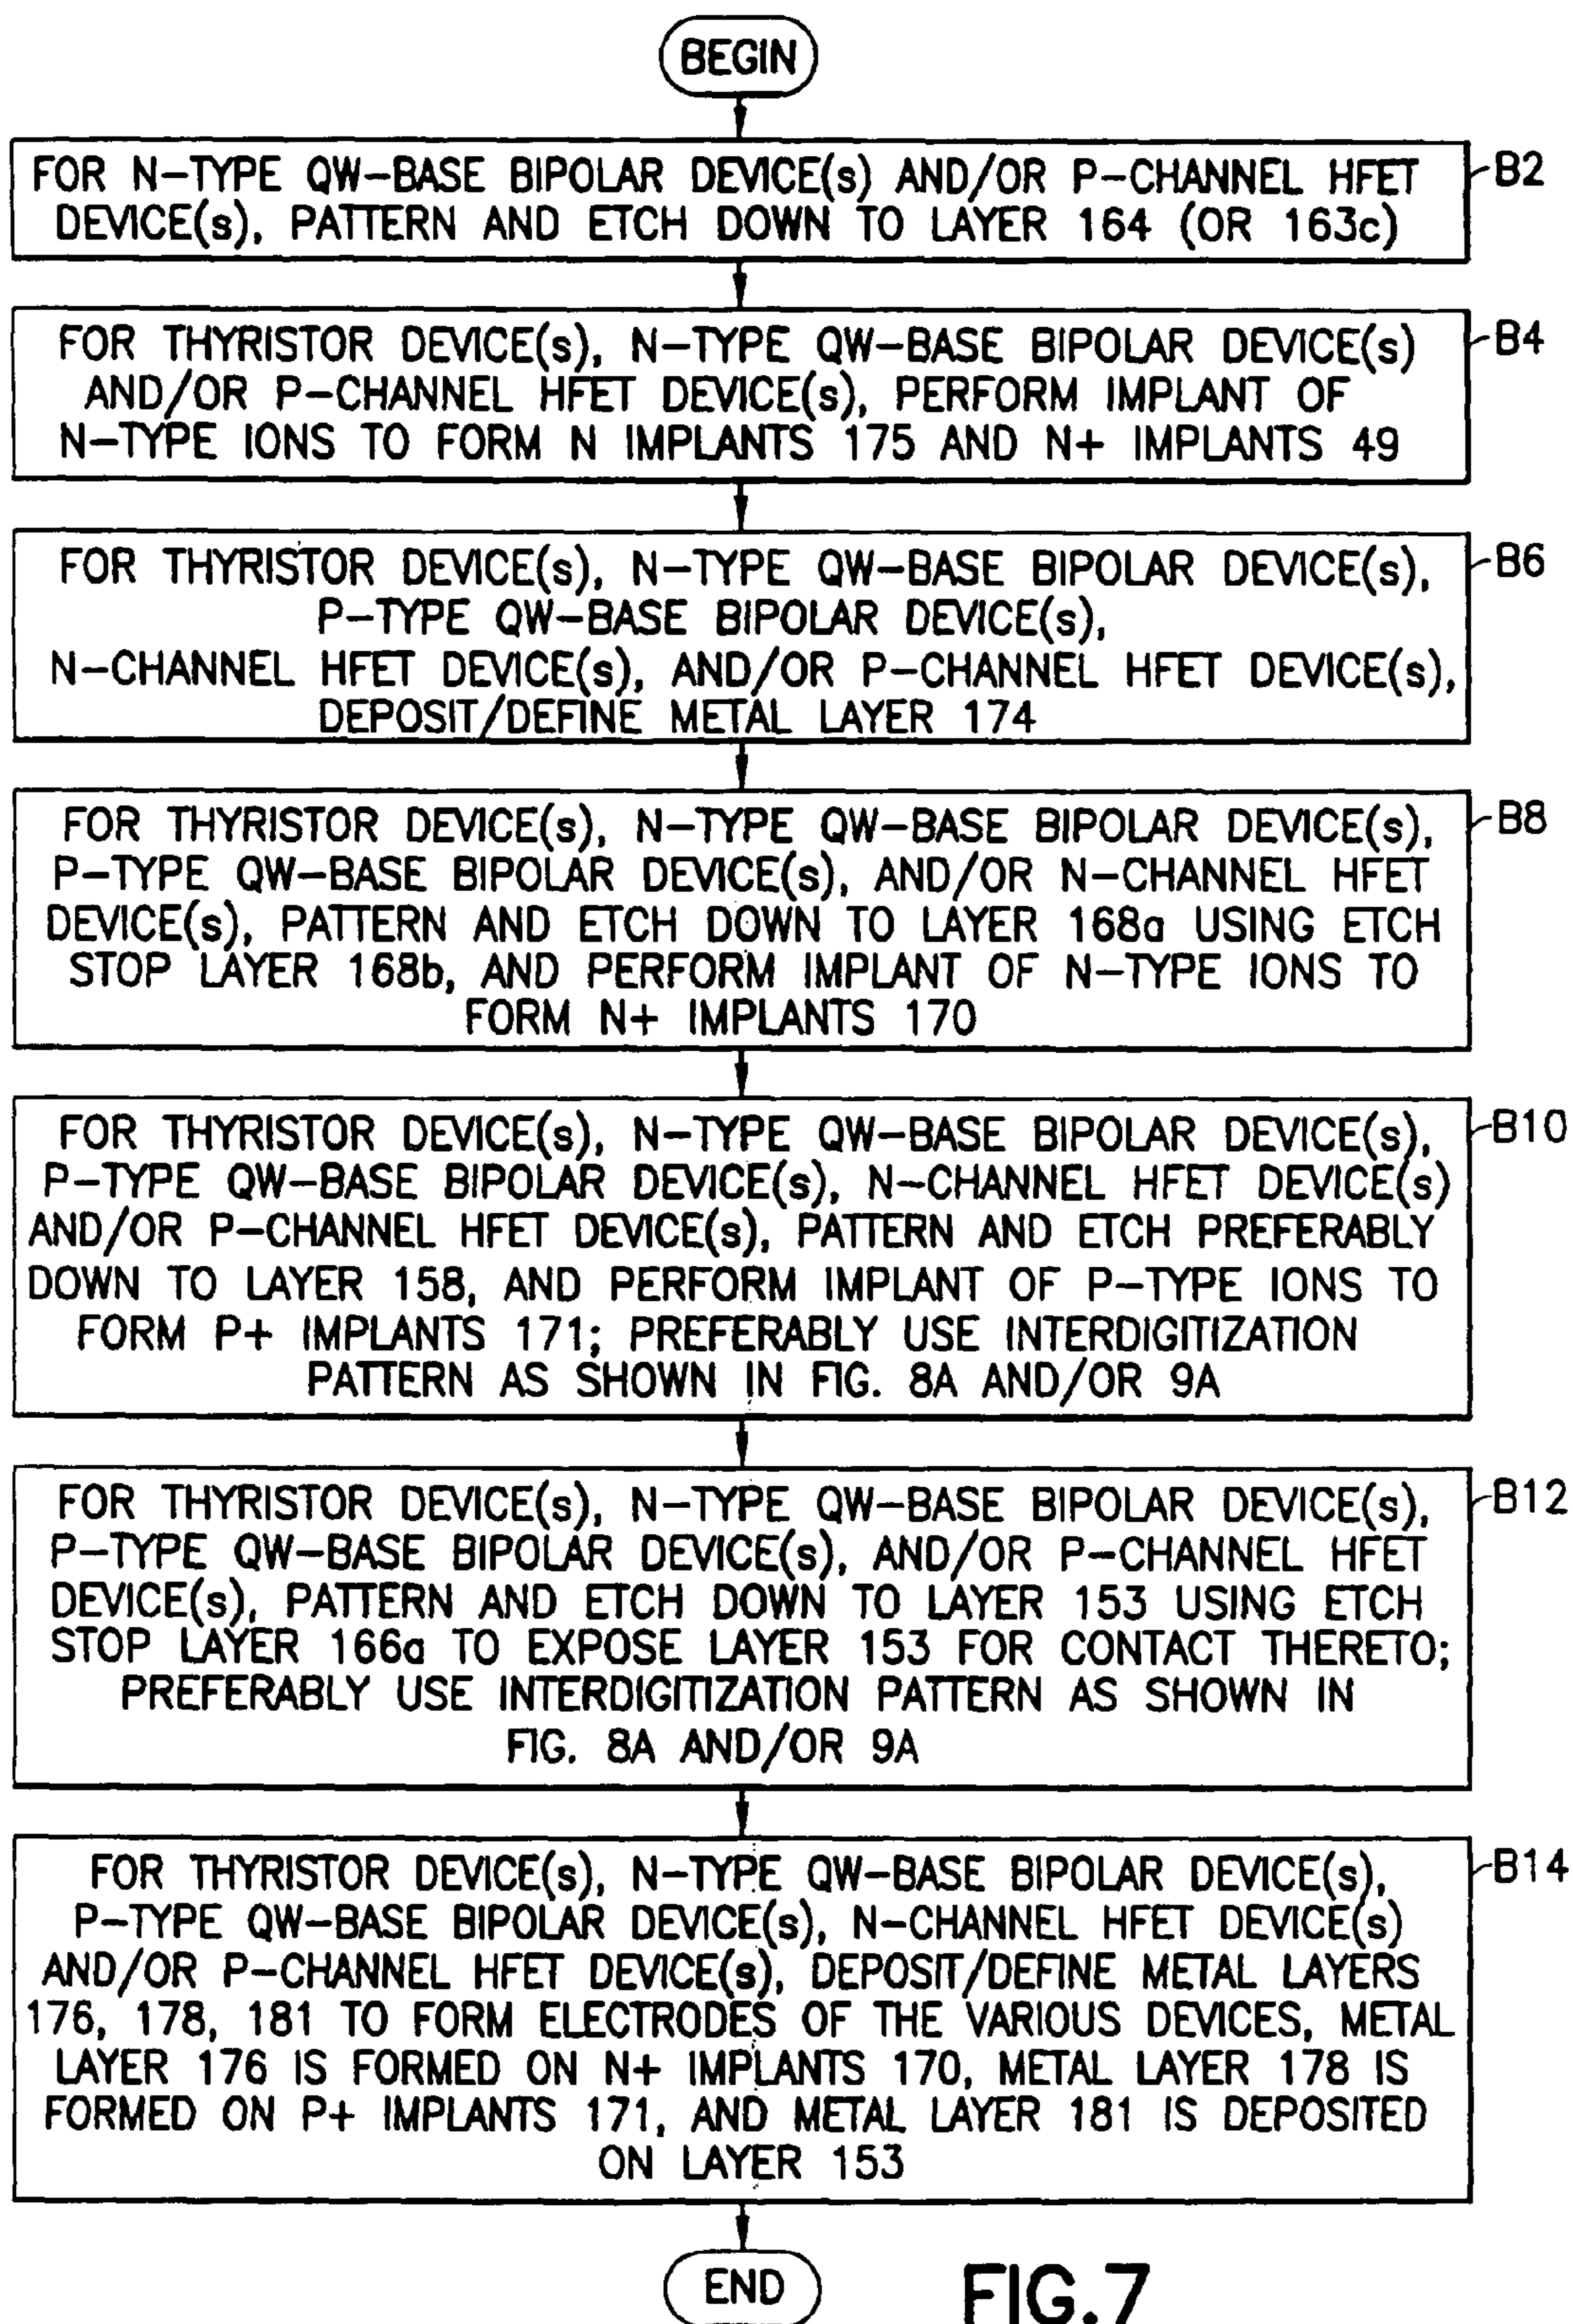 BEGIN
FOR N-TYPE QW-BASE BIPOLAR DEVICE(s) AND/OR P-CHANNEL HFET
DEVICE(s), PATTERN AND ETCH DOWN TO LAYER 164 (OR 163c)
B2
FOR THYRISTOR DEVICE(s), N-TYPE QW-BASE BIPOLAR DEVICE(s)
AND/OR P-CHANNEL HFET DEVICE(s), PERFORM IMPLANT OF
N-TYPE IONS TO FORM N IMPLANTS 175 AND N+ IMPLANTS 49
B4
FOR THYRISTOR DEVICE(s), N-TYPE QW-BASE BIPOLAR DEVICE(s),
P-TYPE QW-BASE BIPOLAR DEVICE(s),
N-CHANNEL HFET DEVICE(s), AND/OR P-CHANNEL HFET DEVICE(s),
DEPOSIT/DEFINE METAL LAYER 174
B6
FOR THYRISTOR DEVICE(s), N-TYPE QW-BASE BIPOLAR DEVICE(s),
P-TYPE QW-BASE BIPOLAR DEVICE(s), AND/OR N-CHANNEL HFET
DEVICE(s), PATTERN AND ETCH DOWN TO LAYER 168a USING ETCH
STOP LAYER 168b, AND PERFORM IMPLANT OF N-TYPE IONS TO
FORM N+ IMPLANTS 170
B8
FOR THYRISTOR DEVICE(s), N-TYPE QW-BASE BIPOLAR DEVICE(s),
P-TYPE QW-BASE BIPOLAR DEVICE(s), N-CHANNEL HFET DEVICE(s)
AND/OR P-CHANNEL HFET DEVICE(s), PATTERN AND ETCH PREFERABLY
DOWN TO LAYER 158, AND PERFORM IMPLANT OF P-TYPE IONS TO
FORM P+ IMPLANTS 171; PREFERABLY USE INTERDIGITIZATION
PATTERN AS SHOWN IN FIG. 8A AND/OR 9A
B10
FOR THYRISTOR DEVICE(s), N-TYPE QW-BASE BIPOLAR DEVICE(s),
P-TYPE QW-BASE BIPOLAR DEVICE(s), AND/OR P-CHANNEL HFET
DEVICE(s), PATTERN AND ETCH DOWN TO LAYER 153 USING ETCH
STOP LAYER 166a TO EXPOSE LAYER 153 FOR CONTACT THERETO;
PREFERABLY USE INTERDIGITIZATION PATTERN AS SHOWN IN
FIG. 8A AND/OR 9A
B12
FOR THYRISTOR DEVICE(s), N-TYPE QW-BASE BIPOLAR DEVICE(s),
P-TYPE QW-BASE BIPOLAR DEVICE(s), N-CHANNEL HFET DEVICE(s)
AND/OR P-CHANNEL HFET DEVICE(s), DEPOSIT/DEFINE METAL LAYERS
176, 178, 181 TO FORM ELECTRODES OF THE VARIOUS DEVICES, METAL
LAYER 176 IS FORMED ON N+ IMPLANTS 170, METAL LAYER 178 IS
FORMED ON P+ IMPLANTS 171, AND METAL LAYER 181 IS DEPOSITED
ON LAYER 153
B14
END
FIG.7